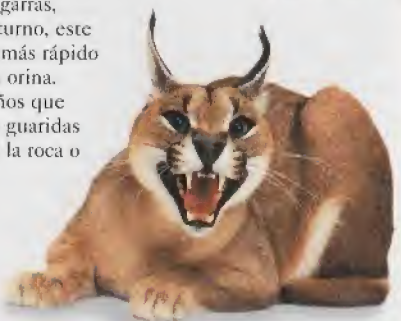 garras,
turno, este
más rápido
orina.
ños que
guaridas
la roca o